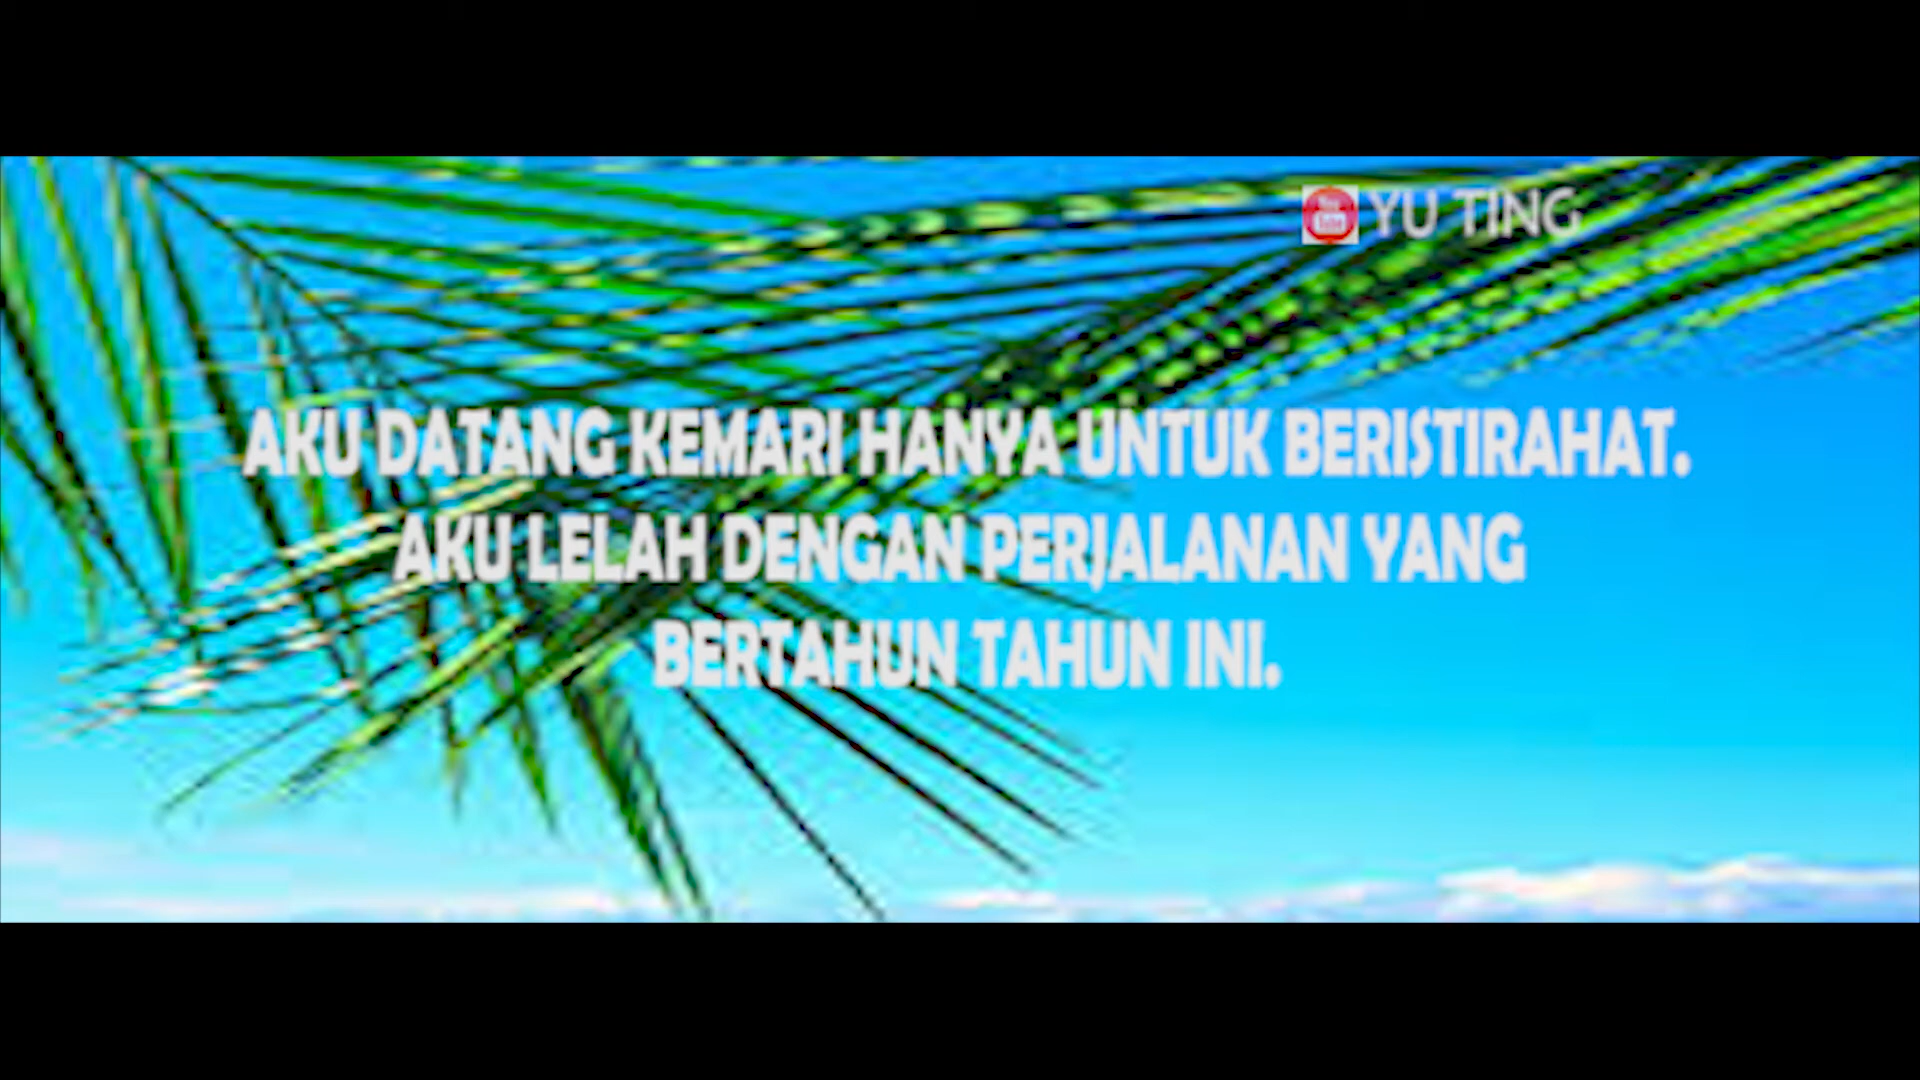 YU TING
AKU DATANG KEMARI HANYA UNTUK BERISTIRAHAT.
AKU LELAH DENGAN PERJALANAN YANG
BERTAHUN TAHUN INI.